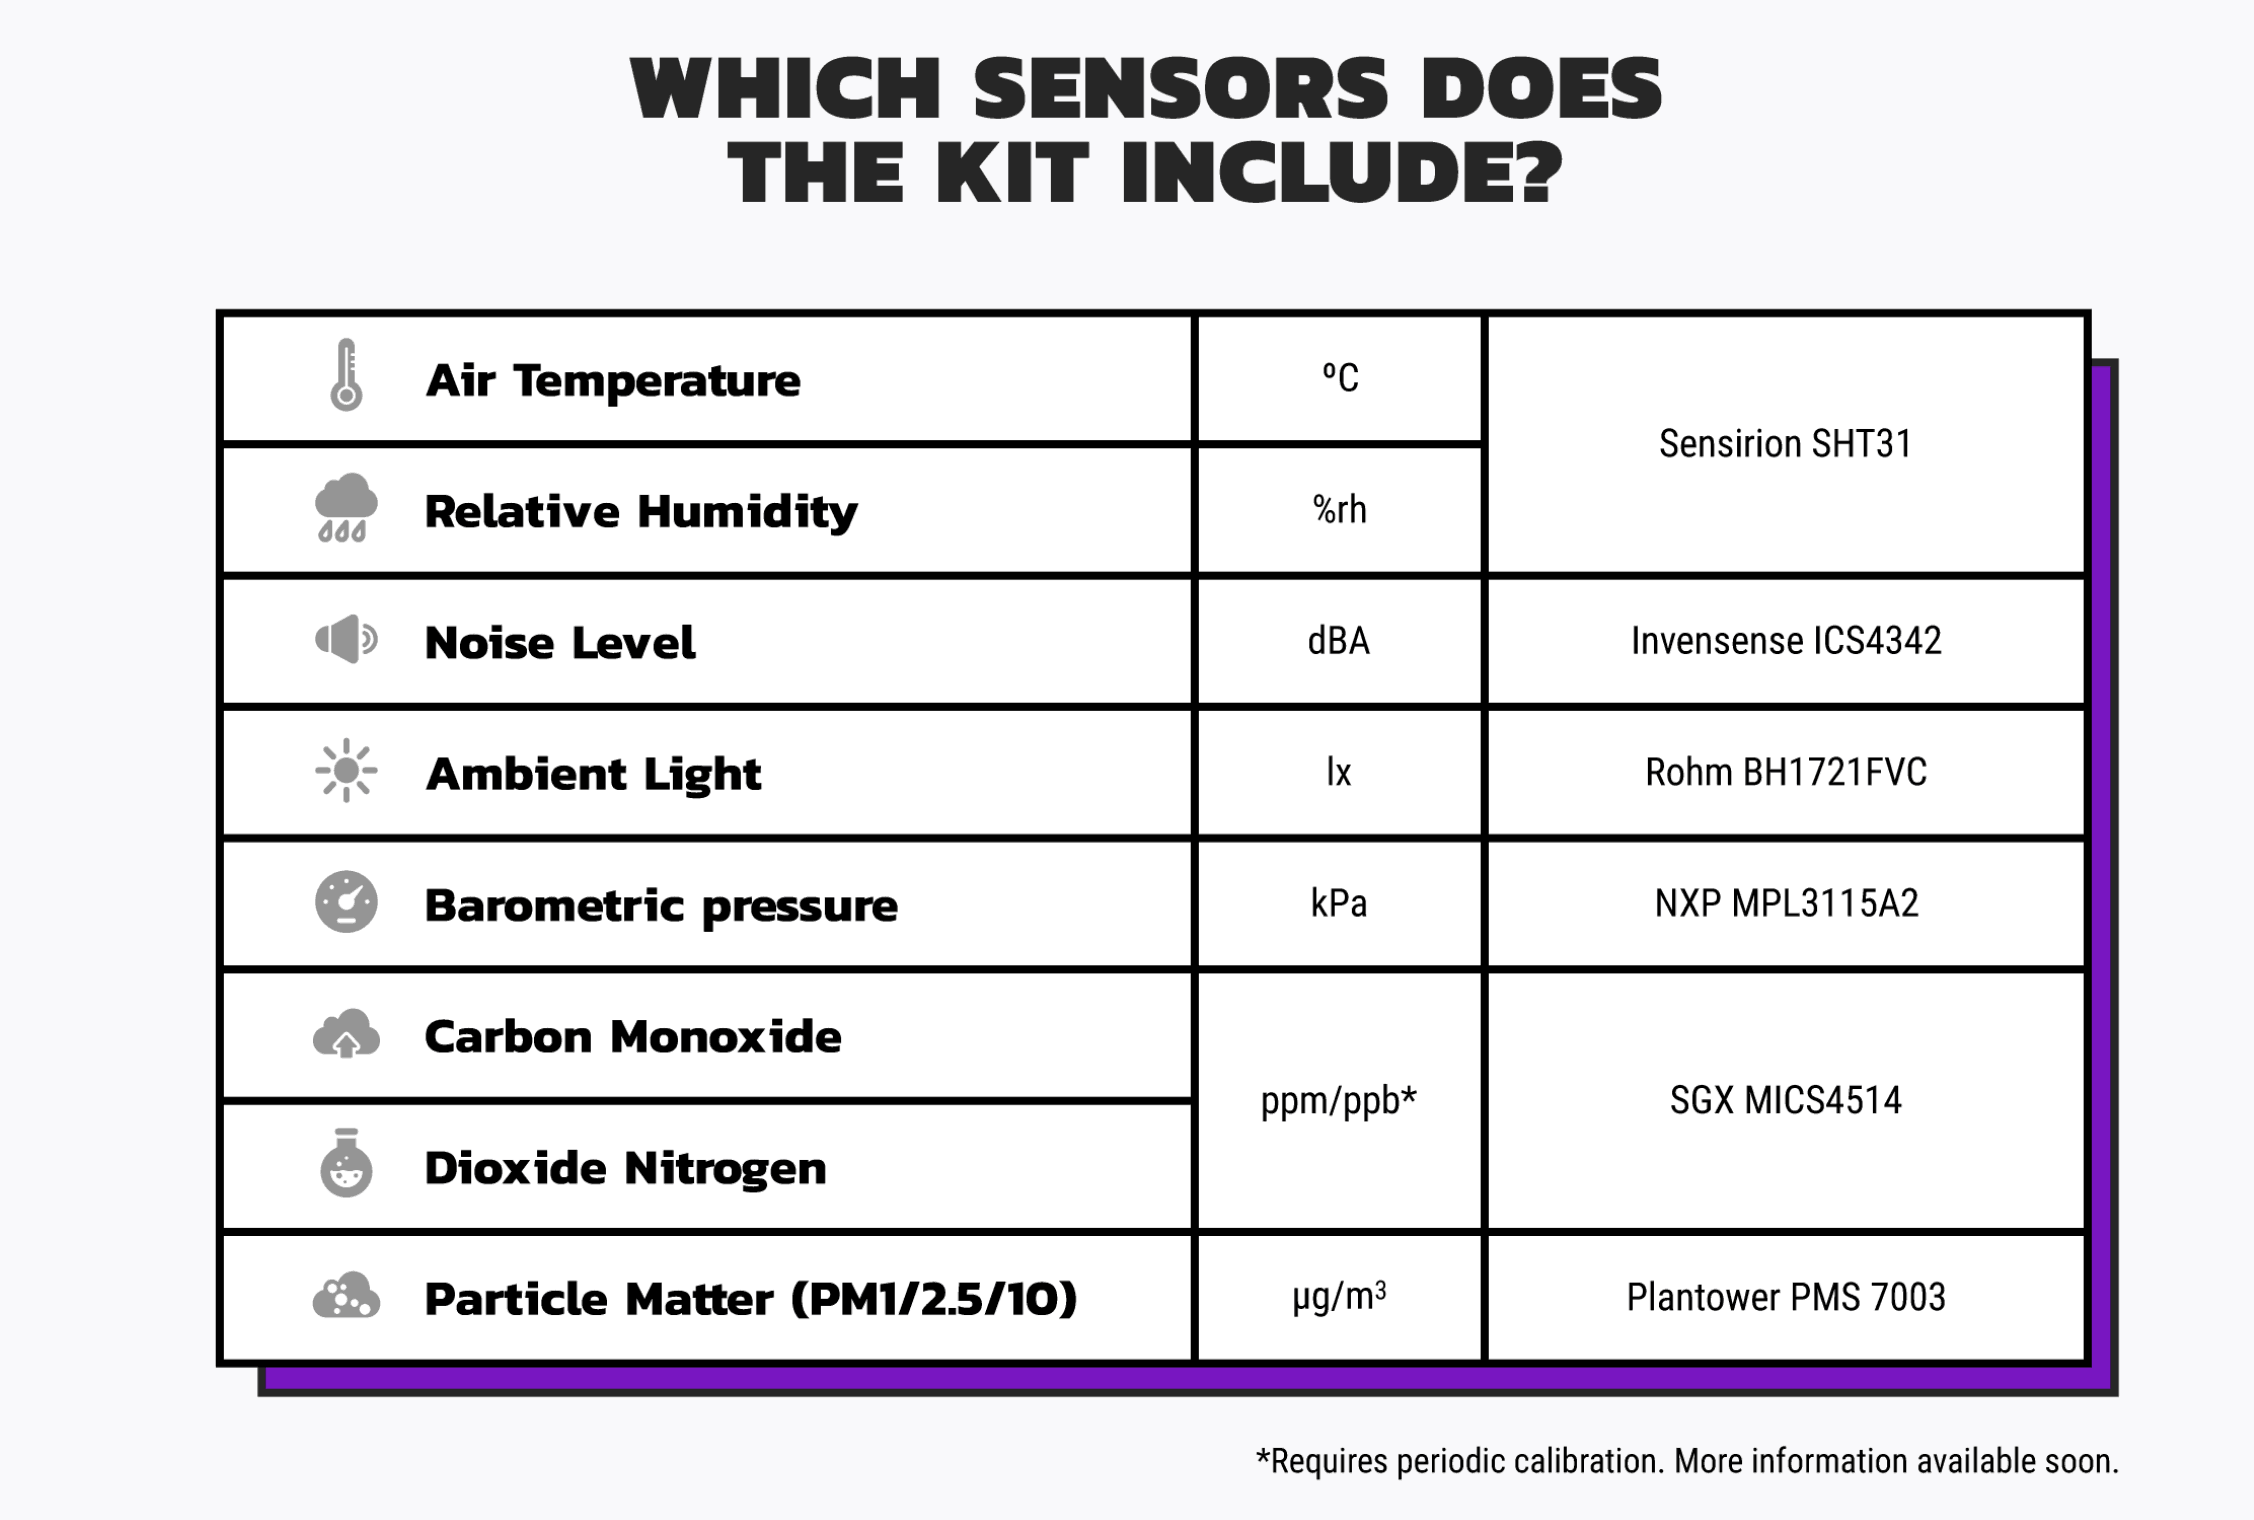 WHICH SENSORS DOES
THE KIT INCLUDE?
Air Temperature
ºC
Sensirion SHT31
Relative Humidity
%rh
Noise Level
dBA
Invensense ICS4342
Ambient Light
lx
Rohm BH1721FVC
Barometric pressure
kPa
NXP MPL3115A2
Carbon Monoxide
ppm/ppb*
SGX MICS4514
Dioxide Nitrogen
Particle Matter (PM1/2.5/10)
µg/m³
Plantower PMS 7003
*Requires periodic calibration. More information available soon.